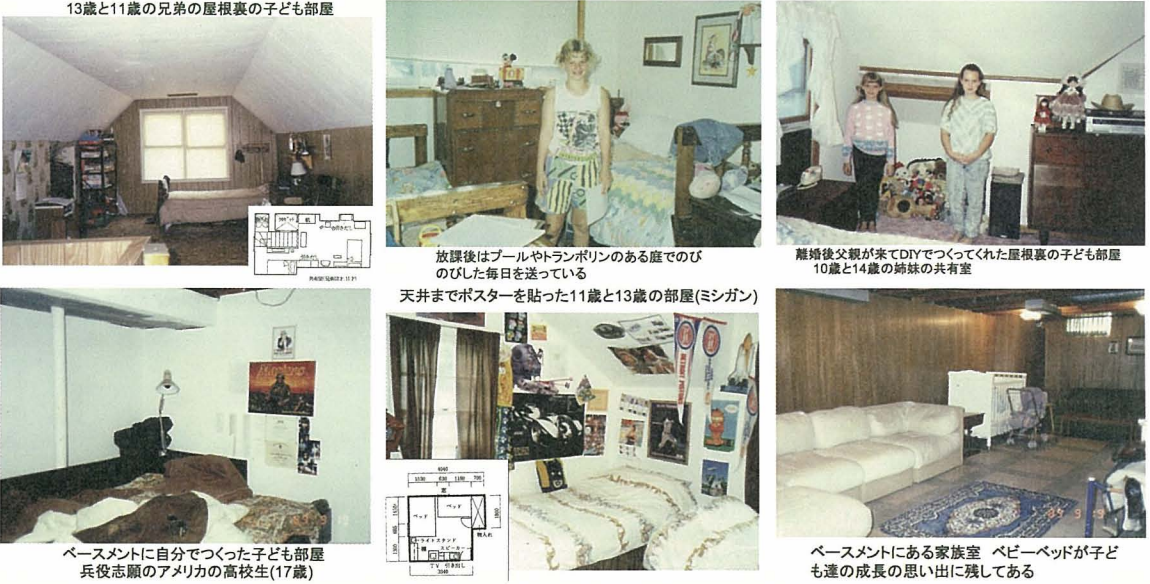 13歳と11歳の兄弟の屋根裏の子ども部屋
放課後はプールやトランポリンのある庭でのび
のびした毎日を送っている
離婚後父親が来てDIYでつくってくれた屋根裏の子ども部屋
10歳と14歳の姉妹の共有室
天井までポスターを貼った11歳と13歳の部屋(ミシガン)
DETROIT PISTONS
4040
ベッド
ベッド
物入れ
ライトスタンド
スピーカー
TV 引き出し
3340
ベースメントに自分でつくった子ども部屋
兵役志願のアメリカの高校生(17歳)
ベースメントにある家族室 ベビーベッドが子ど
も達の成長の思い出に残してある